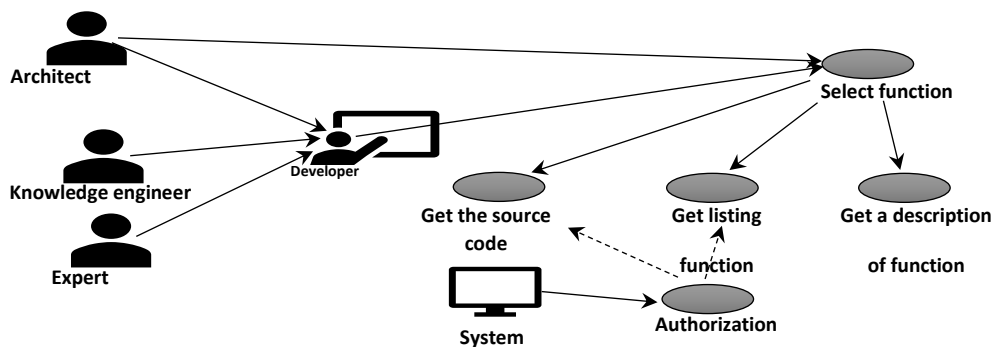 Architect
Select function
Developer
Knowledge engineer
Get the source
code
Get listing
function
Get a description
of function
Expert
System
Authorization